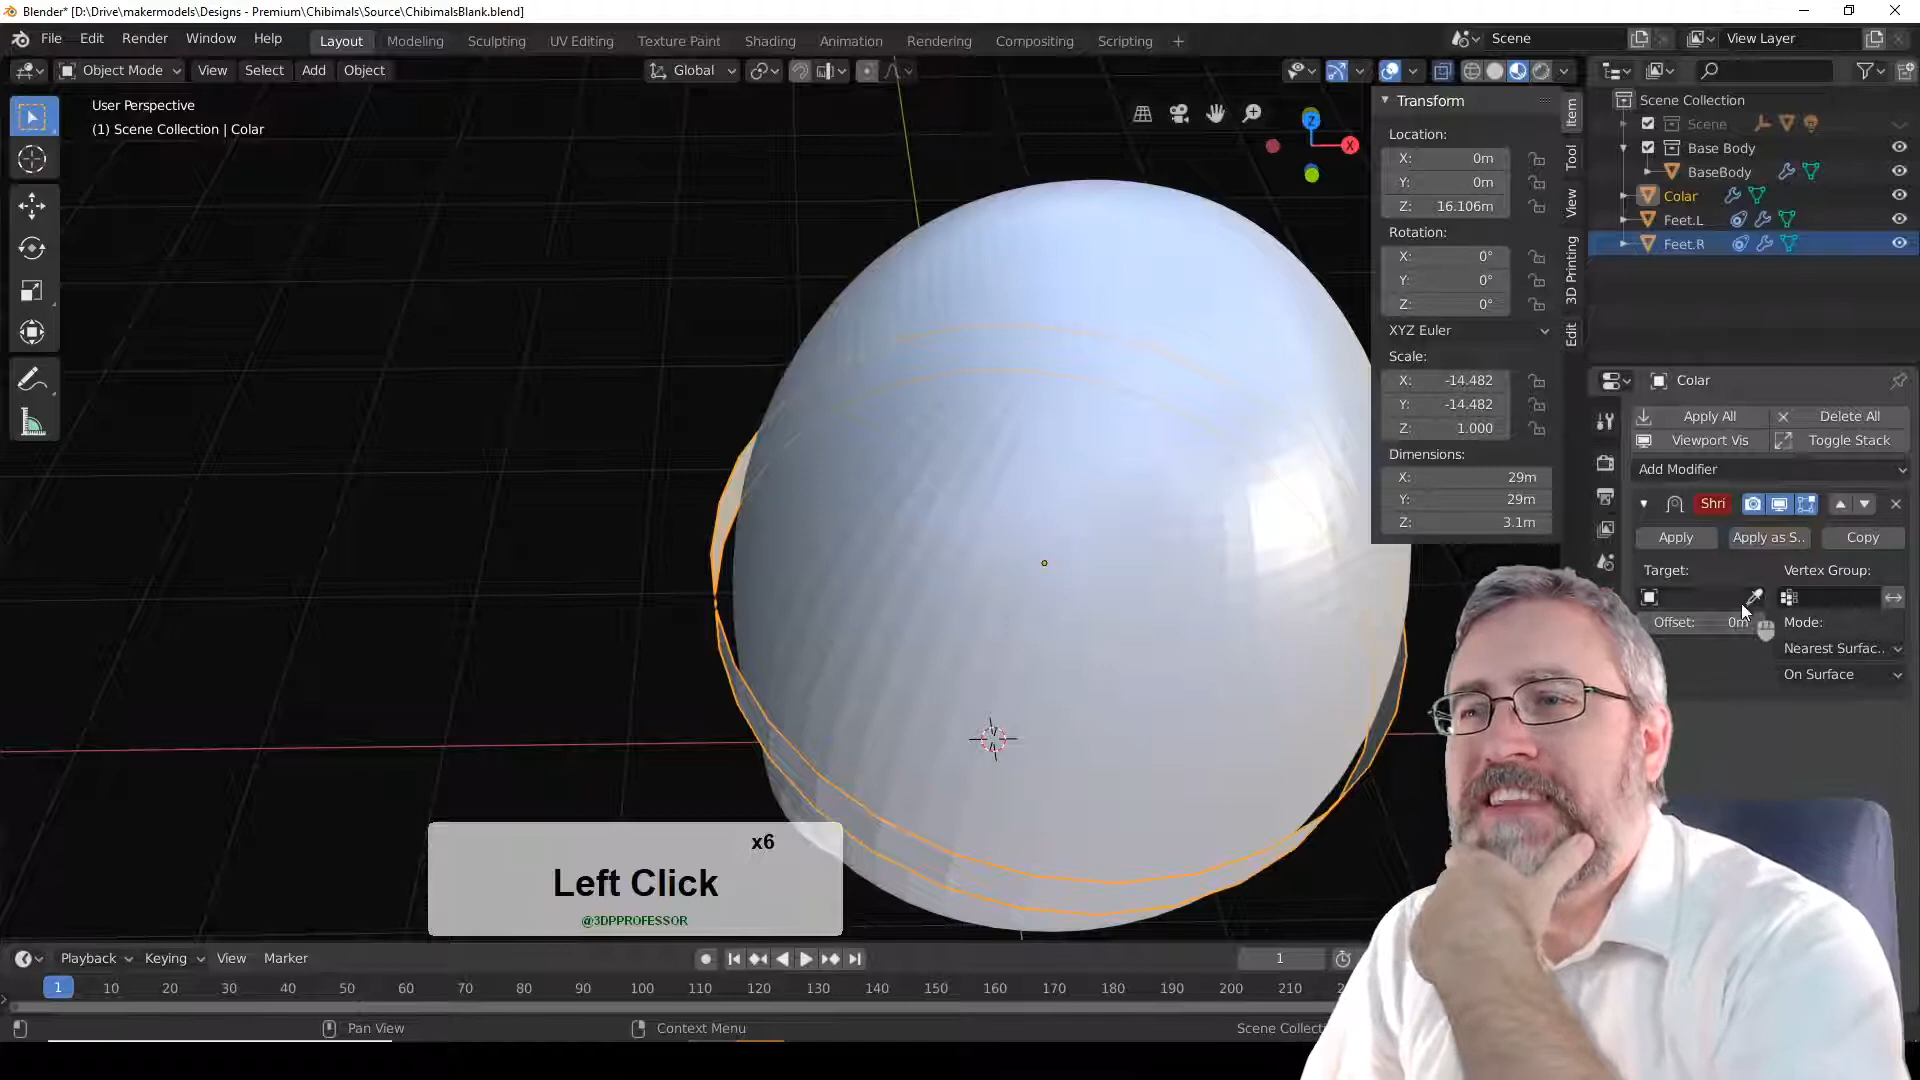 Blender* [D:\Drive\makermodels\Designs - Premium\Chibimals\Source\ChibimalsBlank.blend]
File Edit Render Window Help
Layout Modeling Sculpting UV Editing Texture Paint Shading Animation Rendering Compositing Scripting +
Scene View Layer
Object Mode View Select Add Object Global
User Perspective
(1) Scene Collection | Colar
Z
X
Transform
Location:
X: 0m
Y: 0m
Z: 16.106m
Rotation:
X: 0°
Y: 0°
Z: 0°
XYZ Euler
Scale:
X: -14.482
Y: -14.482
Z: 1.000
Dimensions:
X: 29m
Y: 29m
Z: 3.1m
Item
Tool
View
3D Printing
Edit
Scene Collection
Scene
Base Body
BaseBody
Colar
Feet.L
Feet.R
Colar
Apply All Delete All
Viewport Vis Toggle Stack
Add Modifier
Shri
Apply Apply as S.. Copy
Target: Vertex Group:
Offset: 0m Mode:
Nearest Surfac..
On Surface
x6
Left Click
@3DPPROFESSOR
Playback Keying View Marker
1
1 10 20 30 40 50 60 70 80 90 100 110 120 130 140 150 160 170 180 190 200 210
Pan View Context Menu